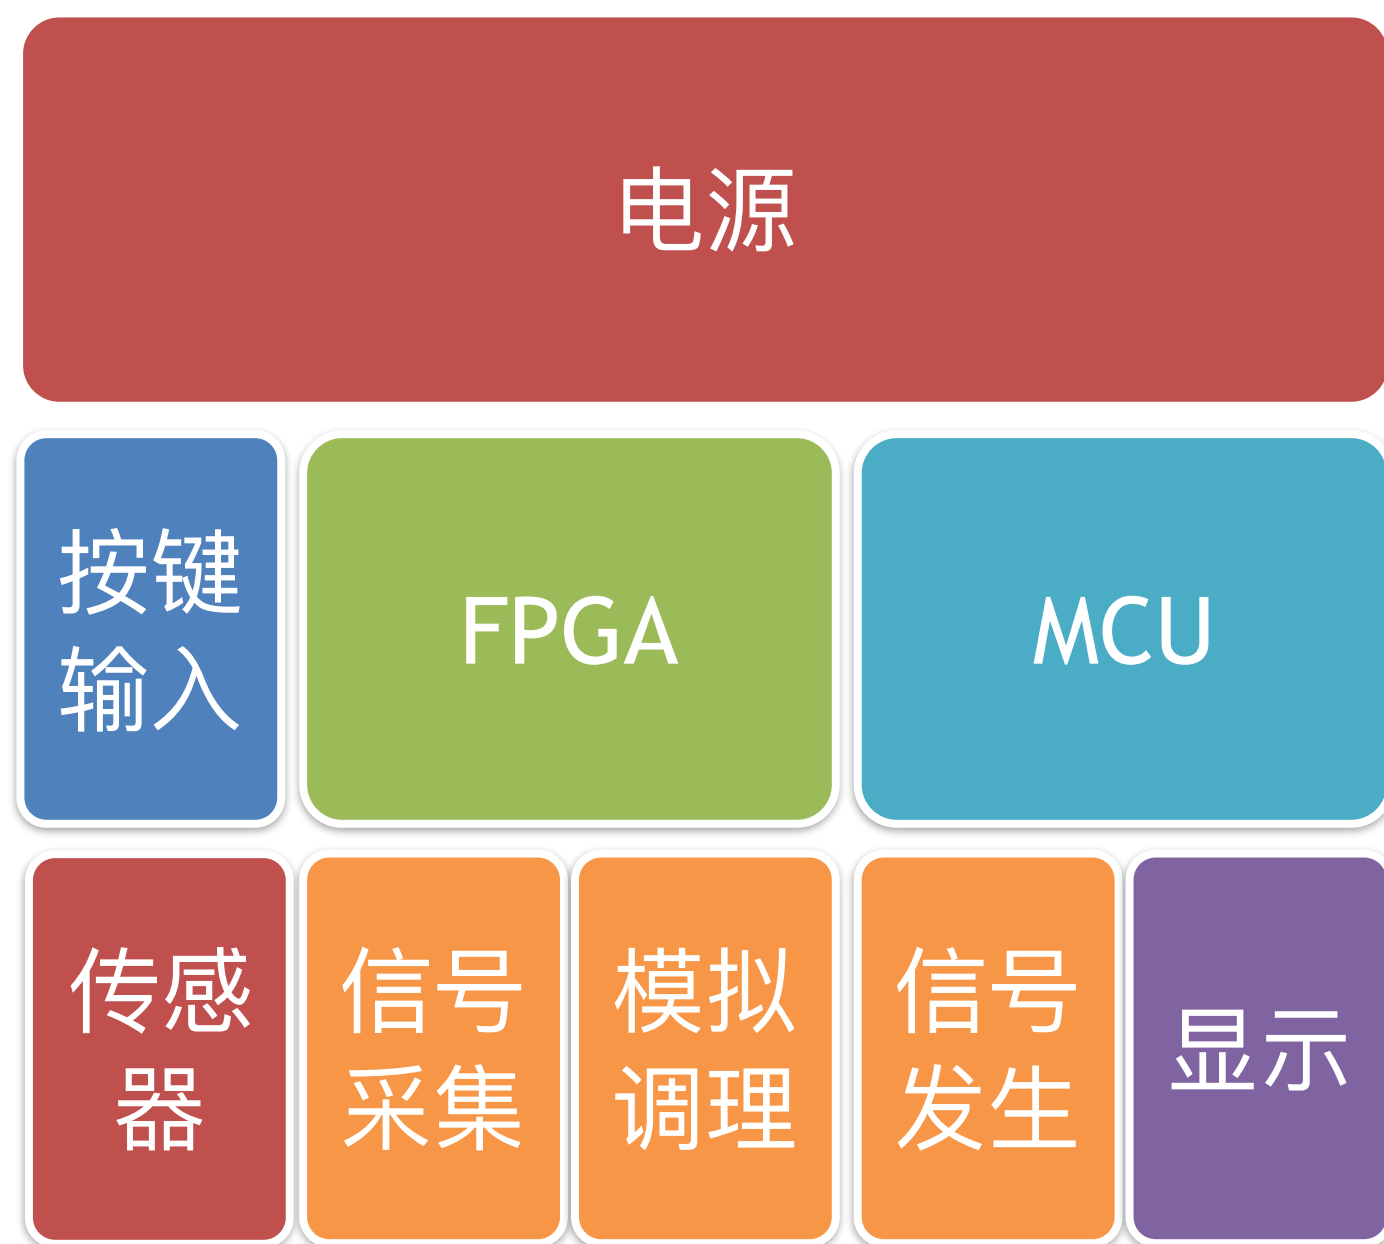 电源
按键
输入
FPGA
MCU
传感
器
信号
采集
模拟
调理
信号
发生
显示